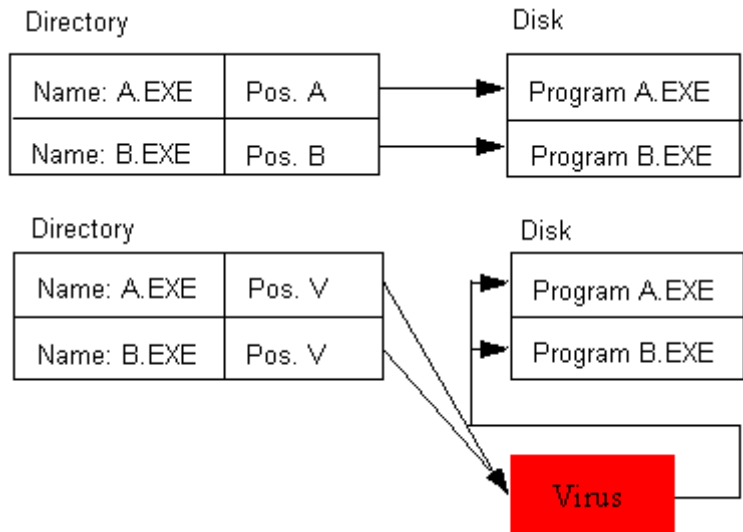 Directory
Disk
Name: A.EXE
Pos. A
Program A.EXE
Name: B.EXE
Pos. B
Program B.EXE
Directory
Disk
Name: A.EXE
Pos. V
Program A.EXE
Name: B.EXE
Pos. V
Program B.EXE
Virus